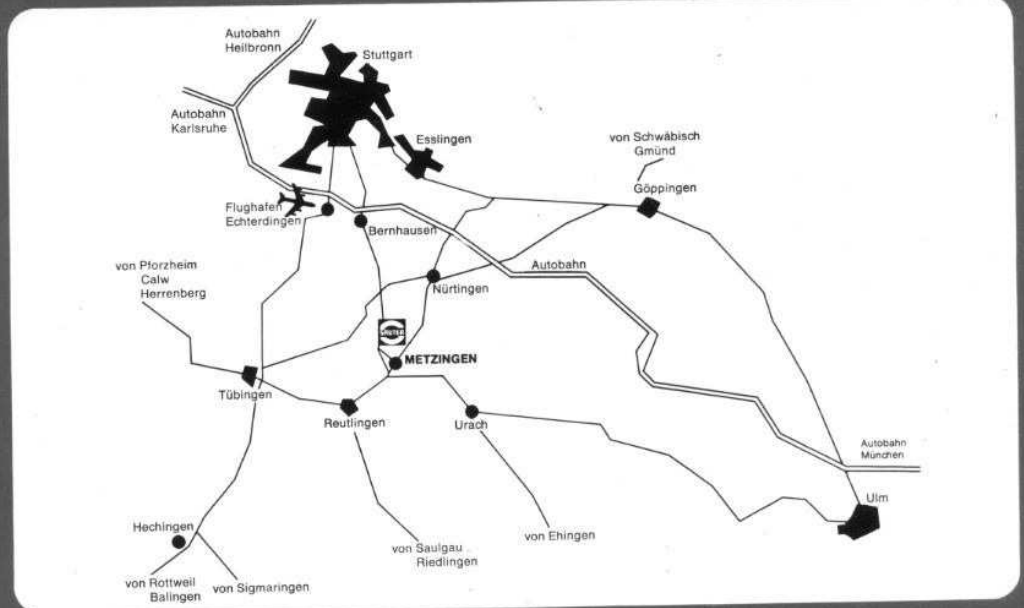 Autobahn
Heilbronn
Stuttgart
Autobahn
Karlsruhe
Esslingen
von Schwäbisch
Gmünd
Göppingen
Flughafen
Echterdingen
Bernhausen
von Pforzheim
Calw
Herrenberg
Autobahn
Nürtingen
METZINGEN
Tübingen
Reutlingen
Urach
Autobahn
München
Ulm
Hechingen
von Ehingen
von Saulgau
Riedlingen
von Rottweil
Balingen
von Sigmaringen